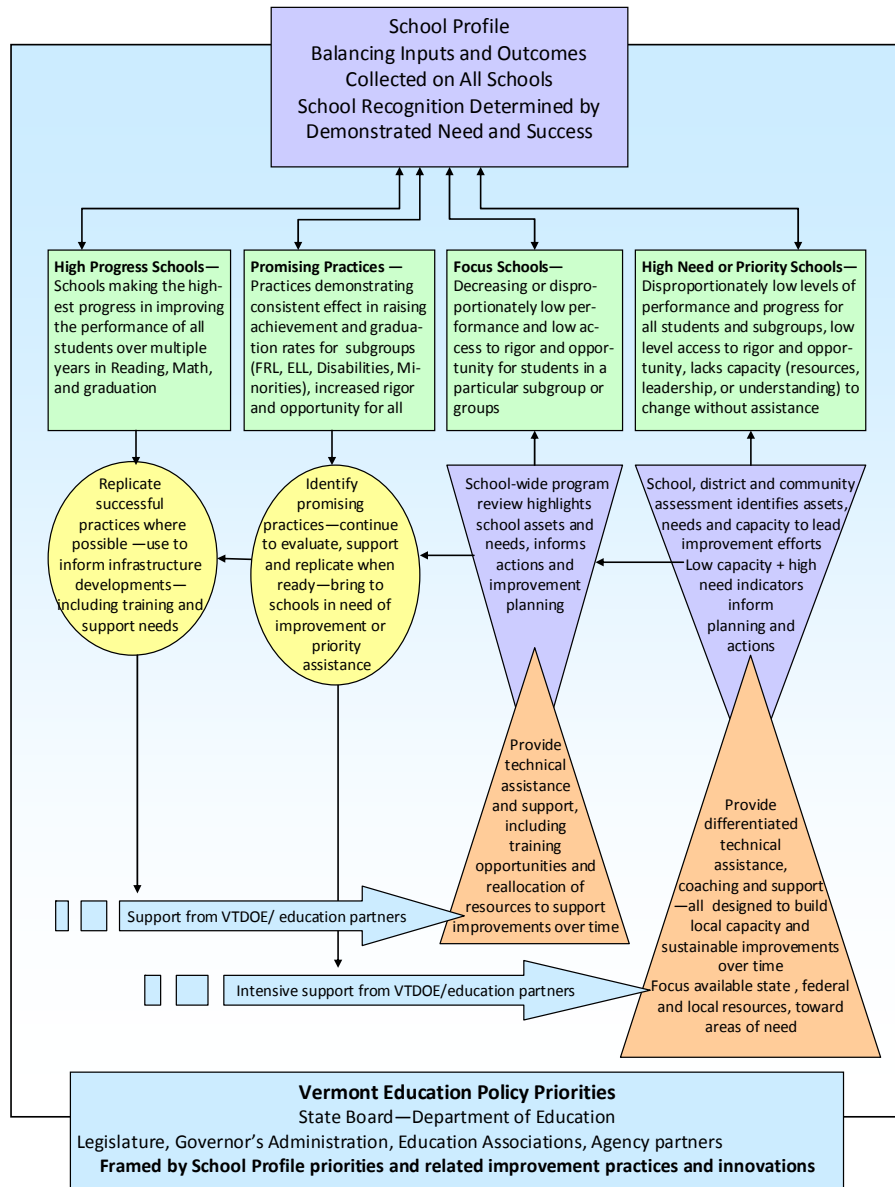 School Profile
Balancing Inputs and Outcomes
Collected on All Schools
School Recognition Determined by
Demonstrated Need and Success
High Progress Schools—
Schools making the high-
est progress in improving
the performance of all
students over multiple
years in Reading, Math,
and graduation
Promising Practices —
Practices demonstrating
consistent effect in raising
achievement and gradua-
tion rates for subgroups
(FRL, ELL, Disabilities, Mi-
norities), increased rigor
and opportunity for all
Focus Schools—
Decreasing or dispro-
portionately low per-
formance and low access
to rigor and oppor-
tunity for students in a
particular subgroup or
groups
High Need or Priority Schools—
Disproportionately low levels of
performance and progress for
all students and subgroups, low
level access to rigor and oppor-
tunity, lacks capacity (resources,
leadership, or understanding) to
change without assistance
Replicate
successful
practices where
possible —use to
inform infrastructure
developments—
including training and
support needs
Identify
promising
practices—continue
to evaluate, support
and replicate when
ready—bring to
schools in need of
improvement or
priority
assistance
School-wide program
review highlights
school assets and
needs, informs
actions and
improvement
planning
School, district and community
assessment identifies assets,
needs and capacity to lead
improvement efforts
Low capacity + high
need indicators
inform
planning and
actions
Provide
technical
assistance
and support,
including
training
opportunities and
reallocation of
resources to support
improvements over time
Provide
differentiated
technical
assistance,
coaching and support
—all designed to build
local capacity and
sustainable improvements
over time
Focus available state , federal
and local resources, toward
areas of need
Support from VTDOE/ education partners
Intensive support from VTDOE/education partners
Vermont Education Policy Priorities
State Board—Department of Education
Legislature, Governor's Administration, Education Associations, Agency partners
Framed by School Profile priorities and related improvement practices and innovations